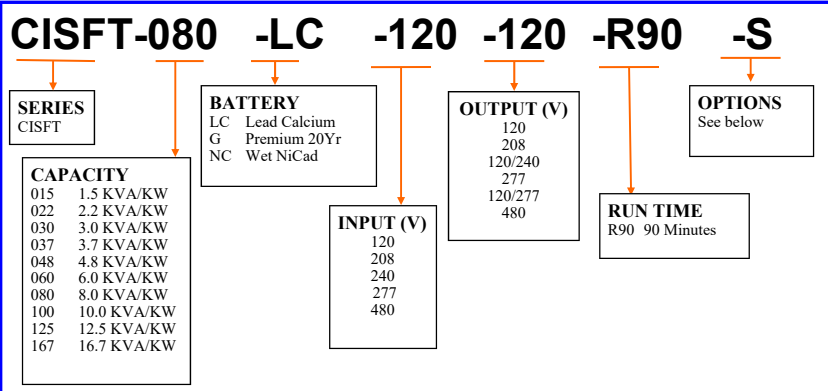 CISFT-080 -LC -120 -120 -R90 -S
SERIES
CISFT
CAPACITY
015 1.5 KVA/KW
022 2.2 KVA/KW
030 3.0 KVA/KW
037 3.7 KVA/KW
048 4.8 KVA/KW
060 6.0 KVA/KW
080 8.0 KVA/KW
100 10.0 KVA/KW
125 12.5 KVA/KW
167 16.7 KVA/KW
BATTERY
LC Lead Calcium
G Premium 20Yr
NC Wet NiCad
INPUT (V)
120
208
240
277
480
OUTPUT (V)
120
208
120/240
277
120/277
480
RUN TIME
R90 90 Minutes
OPTIONS
See below